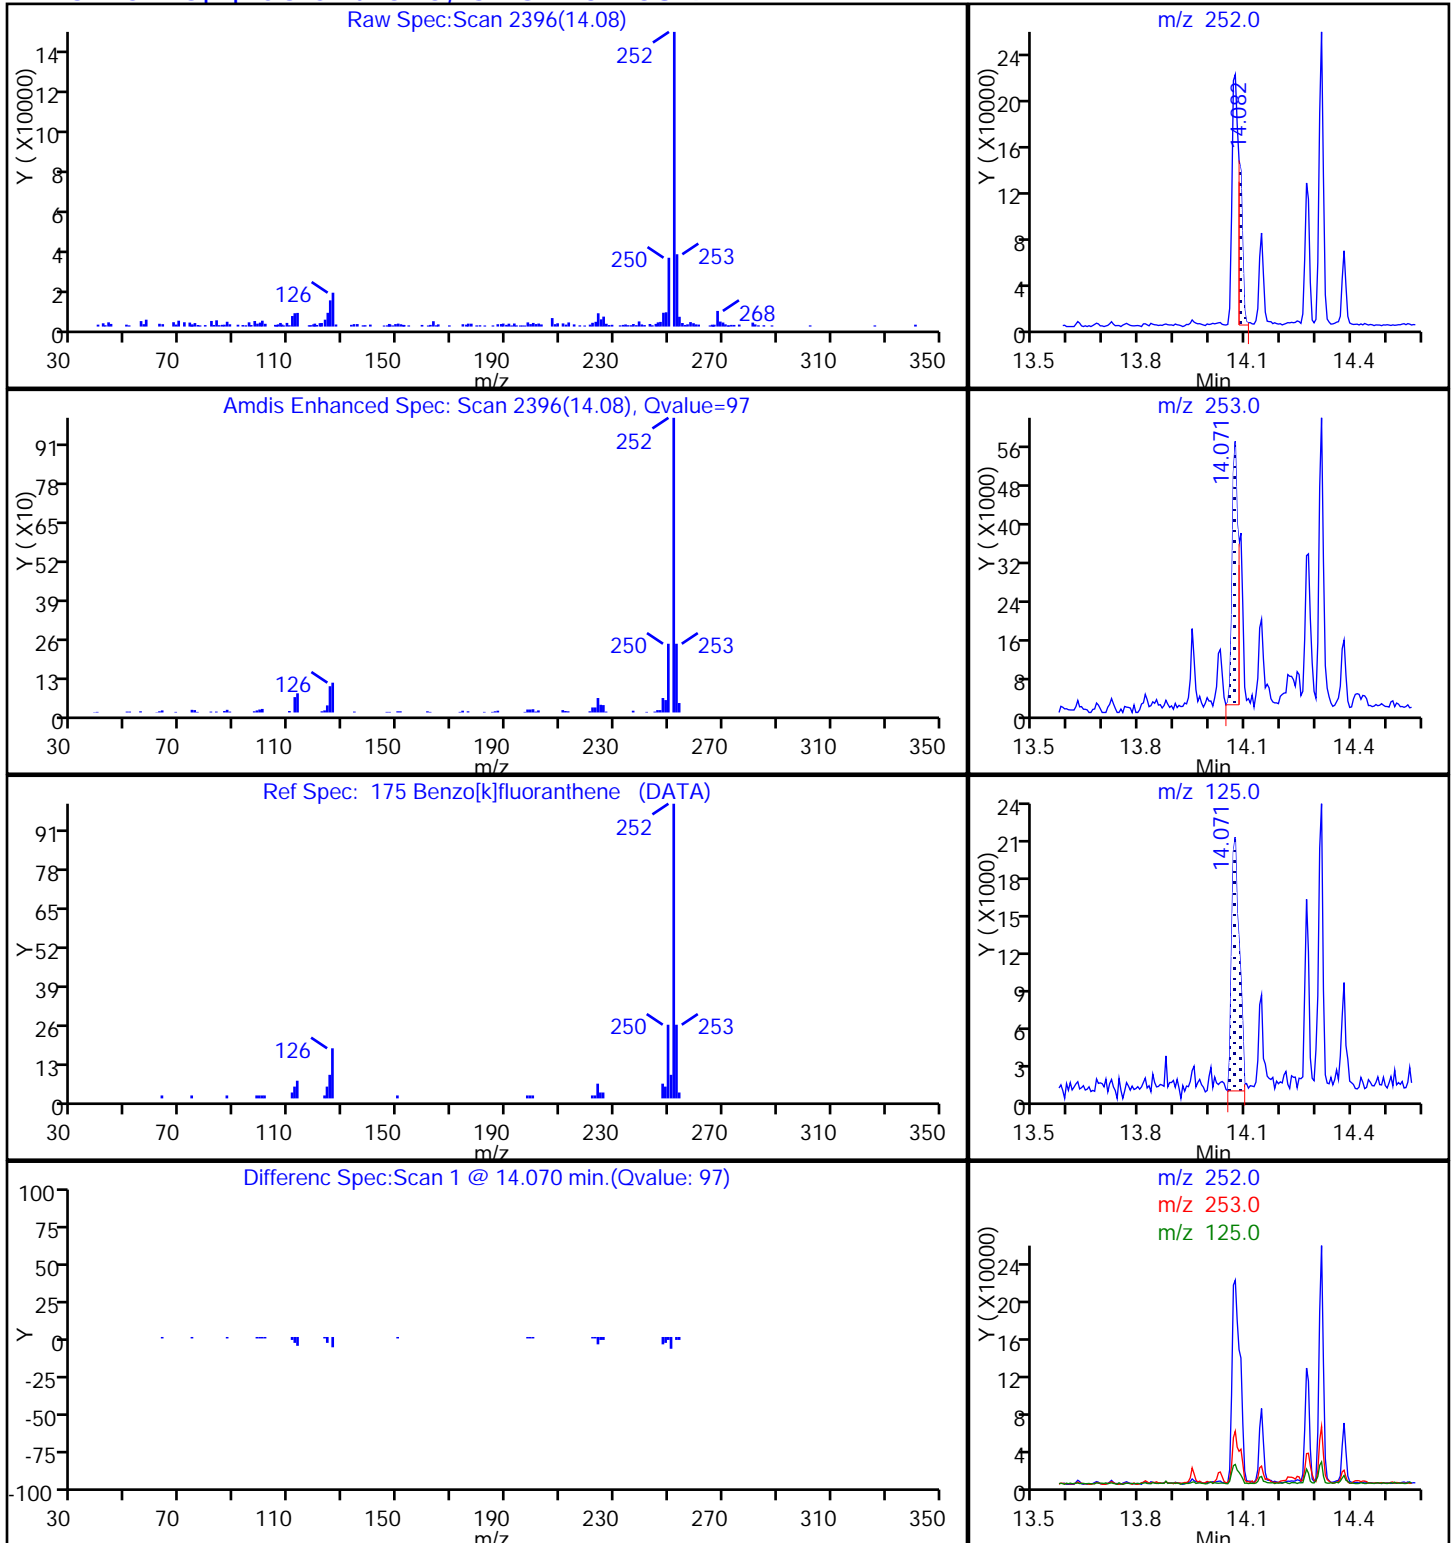 Raw Spec:Scan 2396(14.08)
Y ( X10000)
14
12
10
8
6
4
2
0
252
250
253
126
268
30 70 110 150 190 230 270 310 350
m/z
m/z 252.0
Y ( X10000)
24
20
16
12
8
4
0
14.082
13.5 13.8 14.1 14.4
Min
Amdis Enhanced Spec: Scan 2396(14.08), Qvalue=97
Y ( X10)
91
78
65
52
39
26
13
0
252
250
253
126
30 70 110 150 190 230 270 310 350
m/z
m/z 253.0
Y ( X1000)
56
48
40
32
24
16
8
0
14.071
13.5 13.8 14.1 14.4
Min
Ref Spec: 175 Benzo[k]fluoranthene (DATA)
Y
91
78
65
52
39
26
13
0
252
250
253
126
30 70 110 150 190 230 270 310 350
m/z
m/z 125.0
Y ( X1000)
24
21
18
15
12
9
6
3
0
14.071
13.5 13.8 14.1 14.4
Min
Differenc Spec:Scan 1 @ 14.070 min.(Qvalue: 97)
Y
100
75
50
25
0
-25
-50
-75
-100
30 70 110 150 190 230 270 310 350
m/z
m/z 252.0
m/z 253.0
m/z 125.0
Y ( X10000)
24
20
16
12
8
4
0
13.5 13.8 14.1 14.4
Min